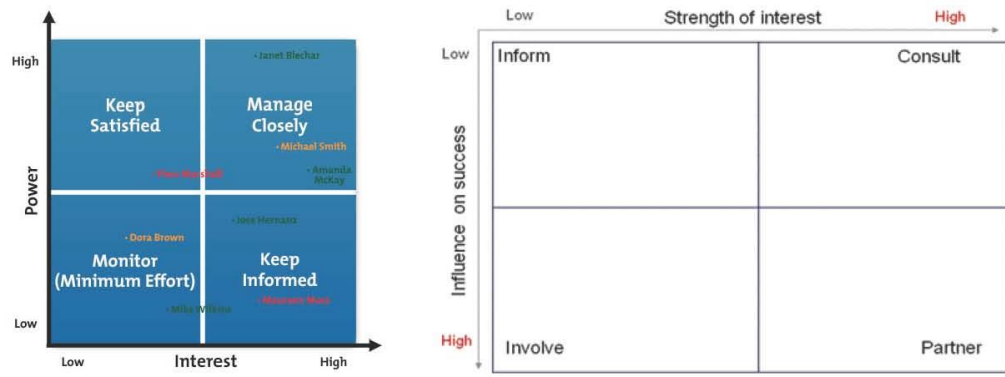 High
• Janet Blechar
Keep
Satisfied
Manage
Closely
• Michael Smith
• Amanda
McKay
Power
• Jose Hernanz
• Dora Brown
Monitor
(Minimum Effort)
Keep
Informed
Low
Low
Interest
High
Low
Strength of interest
High
Low
Inform
Consult
Influence on success
High
Involve
Partner